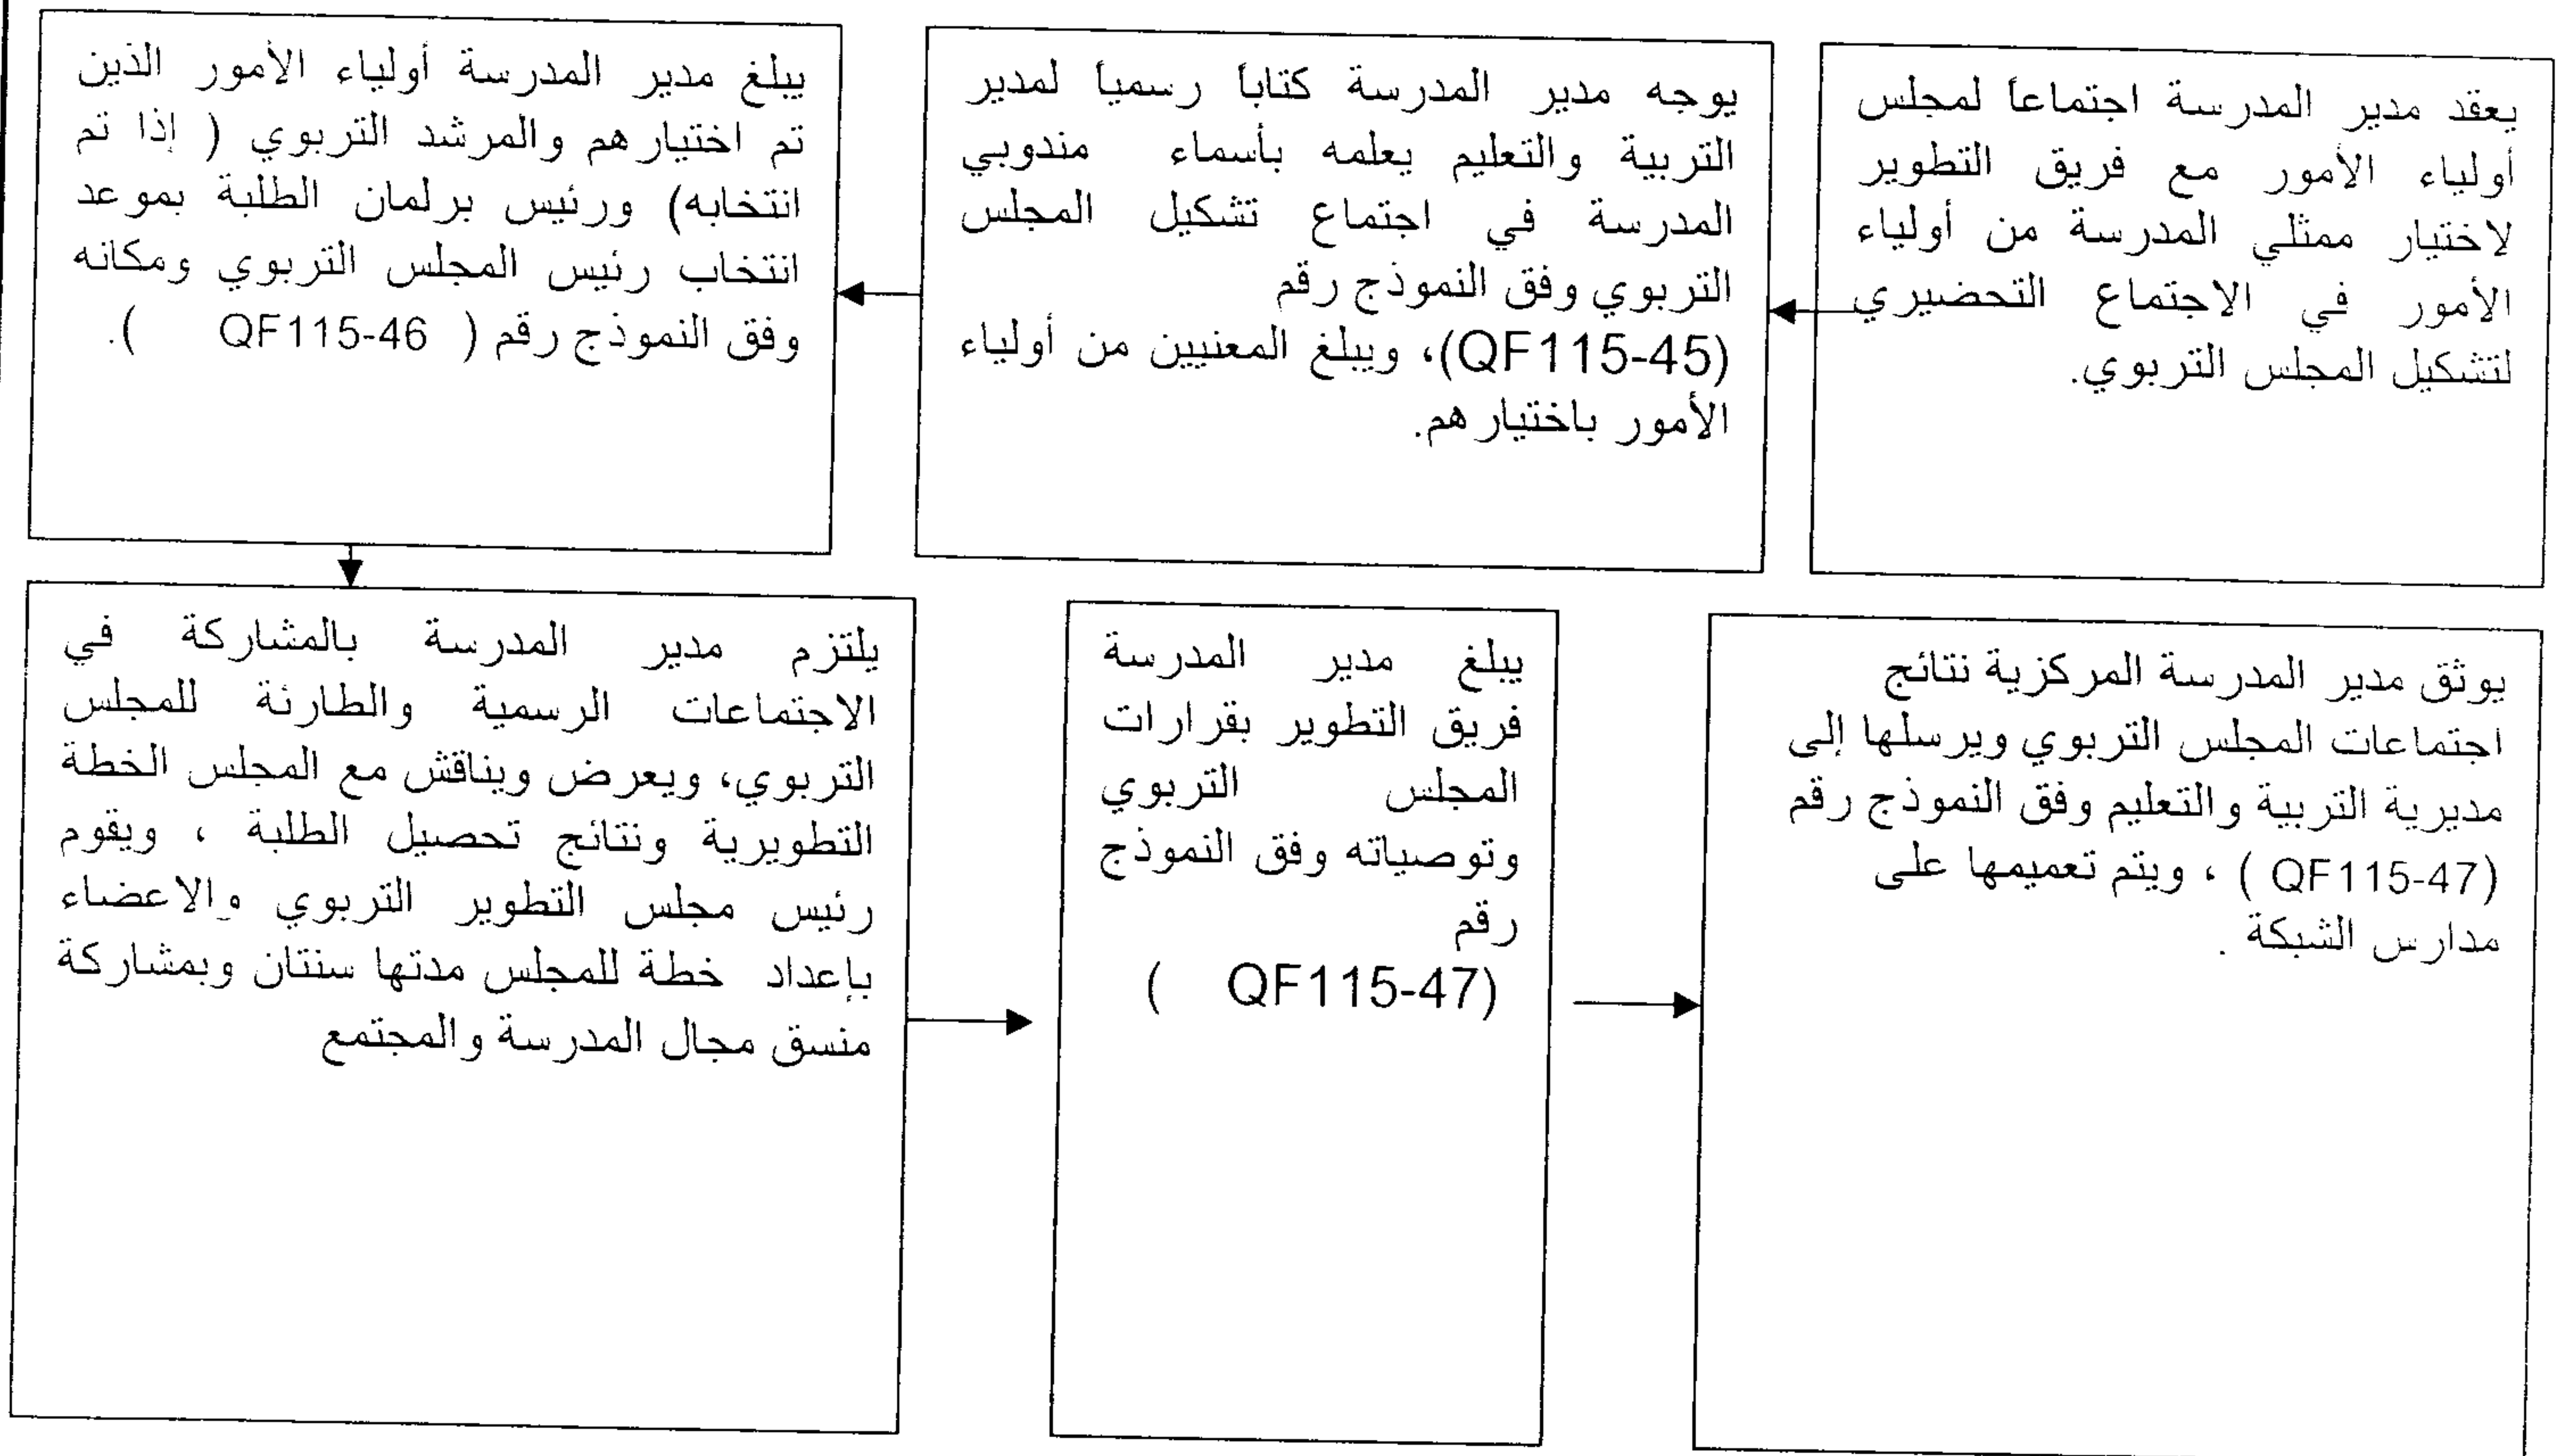 يعقد مدير المدرسة اجتماعاً لمجلس
أولياء الأمور مع فريق التطوير
لاختيار ممثلي المدرسة من أولياء
الأمور في الاجتماع التحضيري
لتشكيل المجلس التربوي.
يوجه مدير المدرسة كتاباً رسمياً لمدير
التربية والتعليم يعلمه بأسماء مندوبي
المدرسة في اجتماع تشكيل المجلس
التربوي وفق النموذج رقم
(QF115-45)، ويبلغ المعنيين من أولياء
الأمور باختيارهم.
يبلغ مدير المدرسة أولياء الأمور الذين
تم اختيارهم والمرشد التربوي ( إذا تم
انتخابه) ورئيس برلمان الطلبة بموعد
انتخاب رئيس المجلس التربوي ومكانه
وفق النموذج رقم ( QF115-46 ).
يلتزم مدير المدرسة بالمشاركة في
الاجتماعات الرسمية والطارئة للمجلس
التربوي، ويعرض ويناقش مع المجلس الخطة
التطويرية ونتائج تحصيل الطلبة ، ويقوم
رئيس مجلس التطوير التربوي والاعضاء
بإعداد خطة للمجلس مدتها سنتان وبمشاركة
منسق مجال المدرسة والمجتمع
يبلغ مدير المدرسة
فريق التطوير بقرارات
المجلس التربوي
وتوصياته وفق النموذج
رقم
(QF115-47 )
يوثق مدير المدرسة المركزية نتائج
اجتماعات المجلس التربوي ويرسلها إلى
مديرية التربية والتعليم وفق النموذج رقم
(QF115-47 ) ، ويتم تعميمها على
مدارس الشبكة .